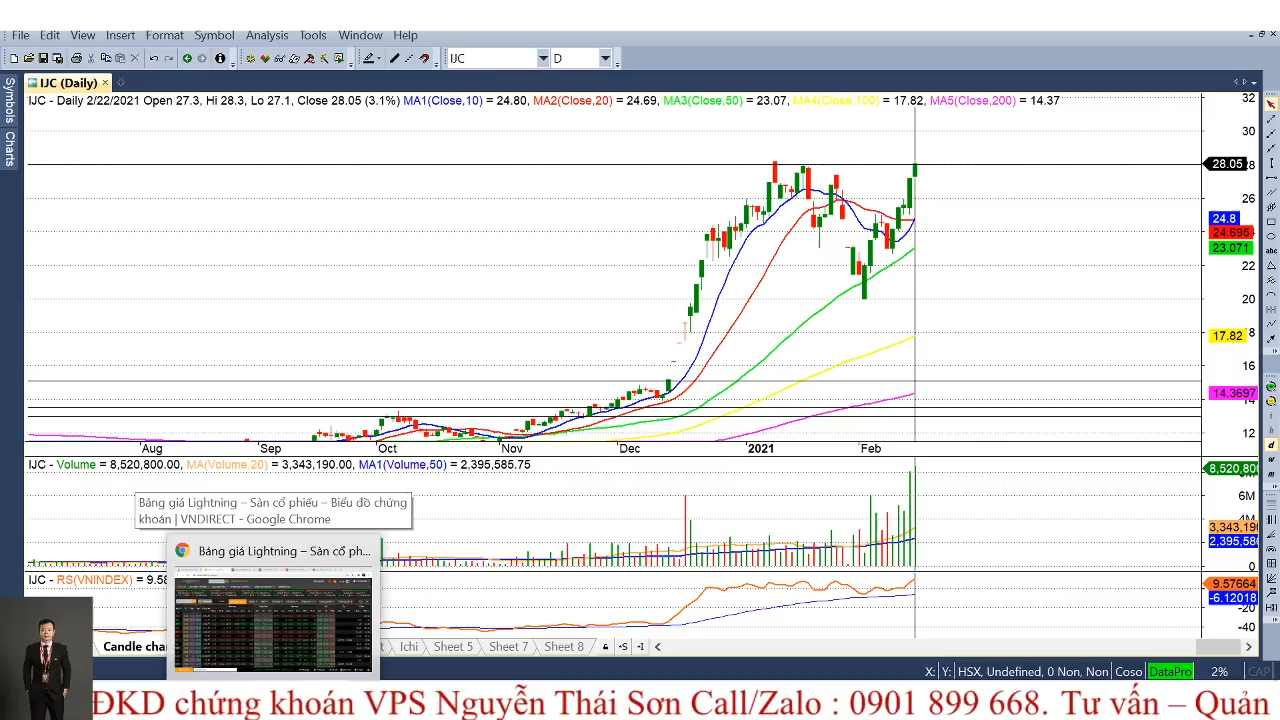 File Edit View Insert Format Symbol Analysis Tools Window Help
IJC D
IJC (Daily)
Symbols
Charts
IJC - Daily 2/22/2021 Open 27.3, Hi 28.3, Lo 27.1, Close 28.05 (3.1%) MA1(Close,10) = 24.80, MA2(Close,20) = 24.69, MA3(Close,50) = 23.07, MA4(Close,100) = 17.82, MA5(Close,200) = 14.37
32
30
28.05
26
24.8
24.695
23.071
22
20
17.82
16
14.3697
12
Aug Sep Oct Nov Dec 2021 Feb
IJC - Volume = 8,520,800.00, MA(Volume,20) = 3,343,190.00, MA1(Volume,50) = 2,395,585.75
8,520,800
6M
3,343,190
2,395,586
0
Bảng giá Lightning – Sàn cổ phiếu – Biểu đồ chứng
khoán | VNDIRECT - Google Chrome
Bảng giá Lightning – Sàn cổ ph...
IJC - RS(VNINDEX) = 9.58
9.57664
-6.12018
-20
-40
Candle char Ichi Sheet 5 Sheet 7 Sheet 8
X: Y: HSX, Undefined, 0 Non, Non Coso DataPro 2% CAP
ĐKD chứng khoán VPS Nguyễn Thái Sơn Call/Zalo : 0901 899 668. Tư vấn – Quản